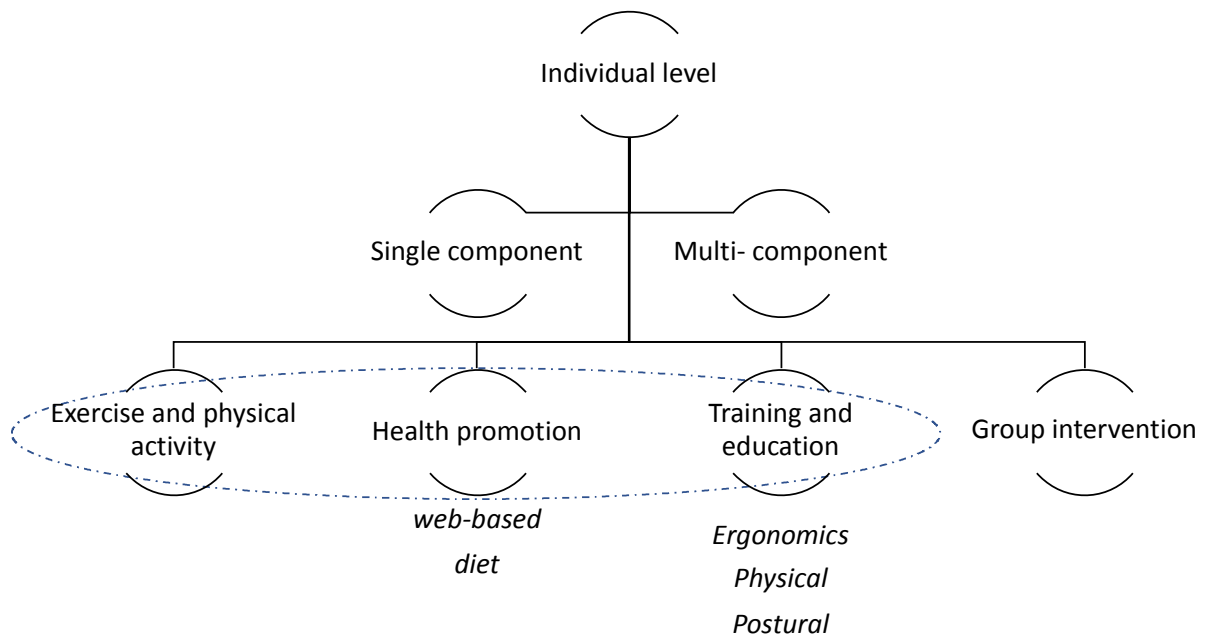 Individual level
Single component
Multi- component
Exercise and physical
activity
Health promotion
Training and
education
Group intervention
web-based
diet
Ergonomics
Physical
Postural